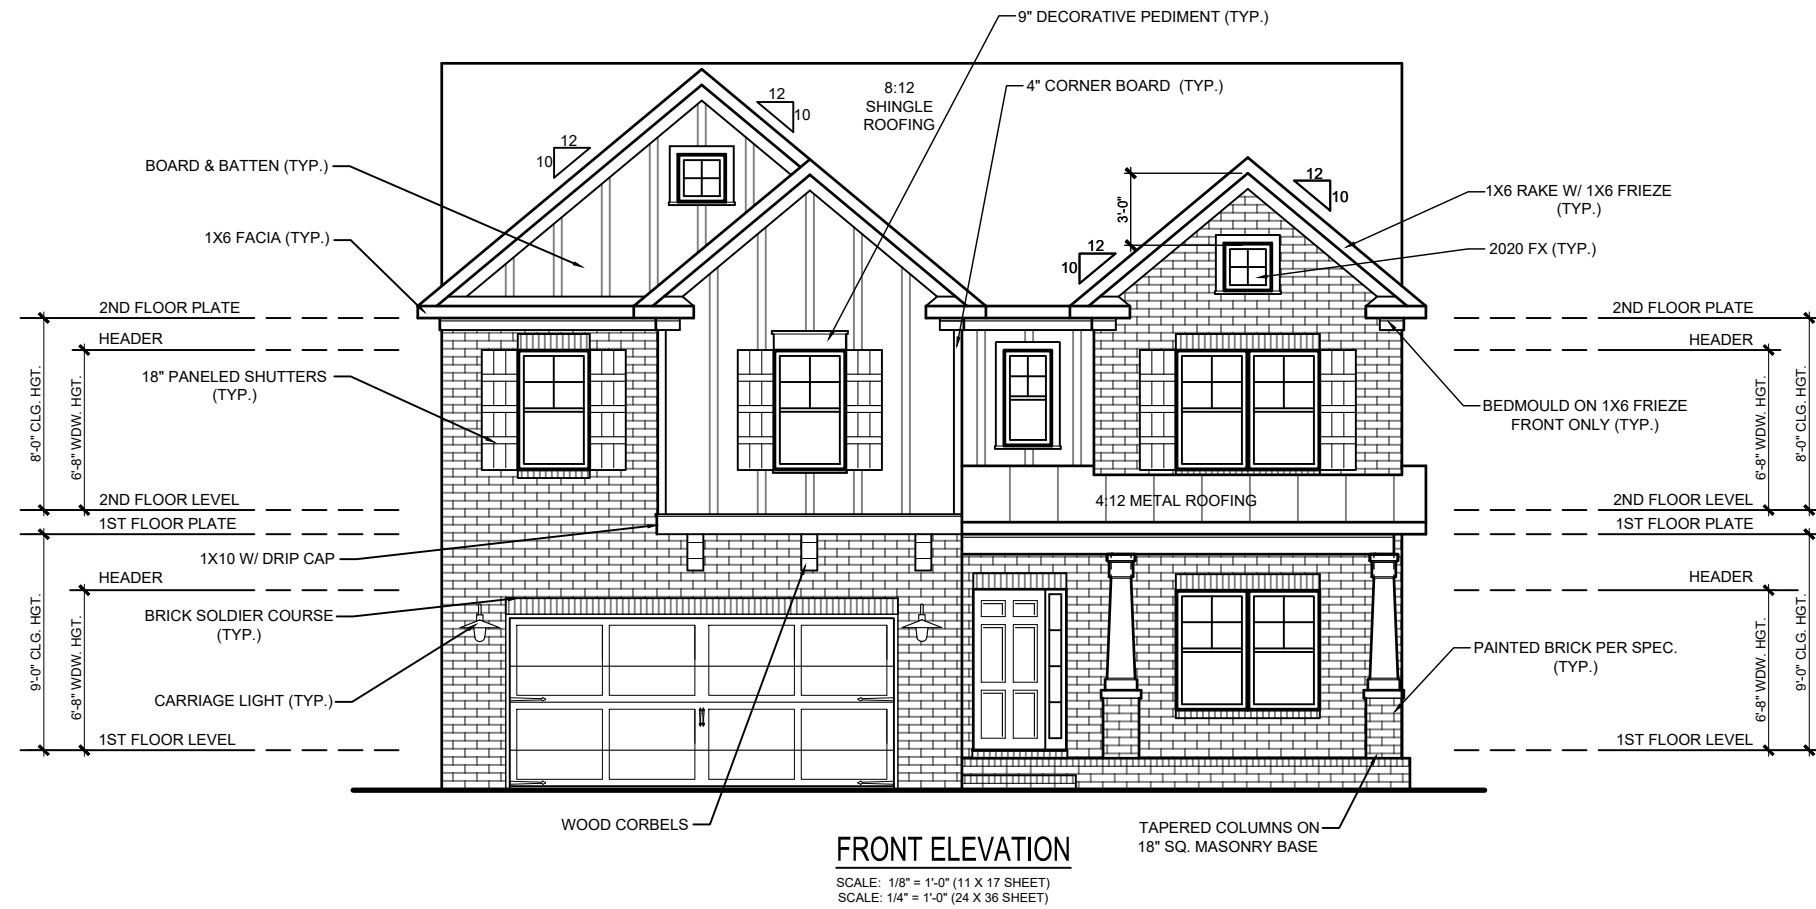 9" DECORATIVE PEDIMENT (TYP.)
8:12
SHINGLE
ROOFING
4" CORNER BOARD (TYP.)
12
10
12
10
BOARD & BATTEN (TYP.)
1X6 FACIA (TYP.)
3'-0"
12
10
12
10
1X6 RAKE W/ 1X6 FRIEZE
(TYP.)
2020 FX (TYP.)
2ND FLOOR PLATE
HEADER
18" PANELED SHUTTERS
(TYP.)
8'-0" CLG. HGT.
6'-8" WDW. HGT.
2ND FLOOR LEVEL
1ST FLOOR PLATE
1X10 W/ DRIP CAP
HEADER
BRICK SOLDIER COURSE
(TYP.)
9'-0" CLG. HGT.
6'-8" WDW. HGT.
CARRIAGE LIGHT (TYP.)
1ST FLOOR LEVEL
4:12 METAL ROOFING
2ND FLOOR PLATE
HEADER
BEDMOULD ON 1X6 FRIEZE
FRONT ONLY (TYP.)
6'-8" WDW. HGT.
8'-0" CLG. HGT.
2ND FLOOR LEVEL
1ST FLOOR PLATE
HEADER
PAINTED BRICK PER SPEC.
(TYP.)
6'-8" WDW. HGT.
9'-0" CLG. HGT.
1ST FLOOR LEVEL
WOOD CORBELS
TAPERED COLUMNS ON
18" SQ. MASONRY BASE
FRONT ELEVATION
SCALE: 1/8" = 1'-0" (11 X 17 SHEET)
SCALE: 1/4" = 1'-0" (24 X 36 SHEET)